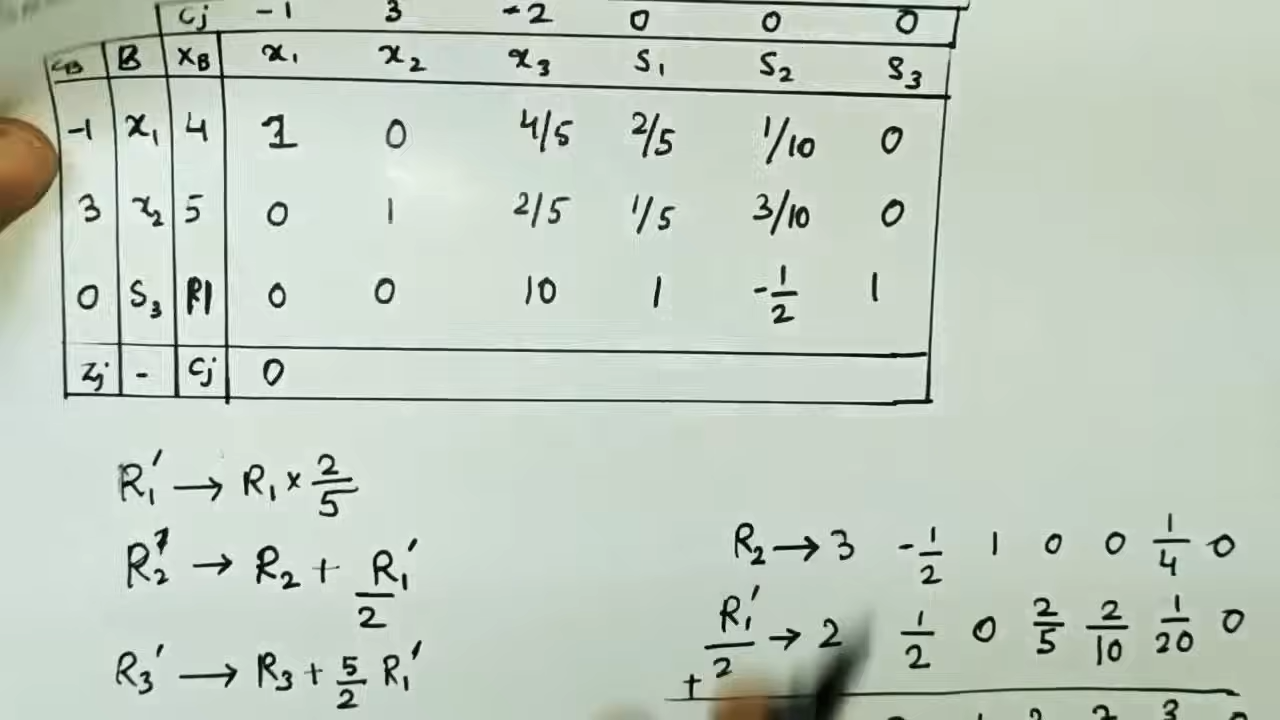 Cj -1 3 -2 0 0 0
CB B XB x₁ x₂ x₃ S₁ S₂ S₃
-1 x₁ 4 1 0 4/5 2/5 1/10 0
3 x₂ 5 0 1 2/5 1/5 3/10 0
0 S₃ 11 0 0 10 1 -1/2 1
Zj - Cj 0
R₁' → R₁ × 2/5
R₂' → R₂ + R₁'/2
R₃' → R₃ + 5/2 R₁'
R₂ → 3 -1/2 1 0 0 1/4 0
R₁'/2 → 2 1/2 0 2/5 2/10 1/20 0
+